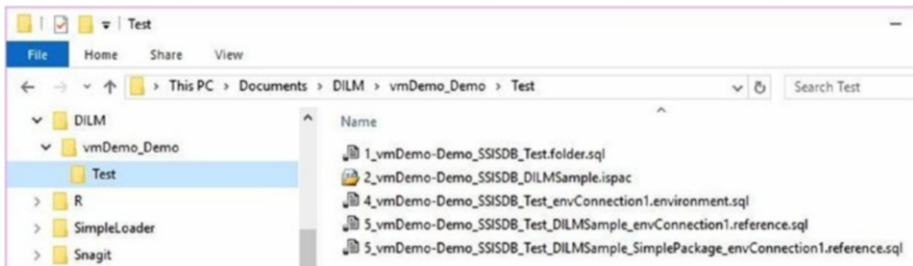 Test
File Home Share View
This PC > Documents > DILM > vmDemo_Demo > Test
Search Test
DILM
vmDemo_Demo
Test
R
SimpleLoader
Snagit
Name
1_vmDemo-Demo_SSISDB_Test.folder.sql
2_vmDemo-Demo_SSISDB_DILMSample.ispac
4_vmDemo-Demo_SSISDB_Test_envConnection1.environment.sql
5_vmDemo-Demo_SSISDB_Test_DILMSample_envConnection1.reference.sql
5_vmDemo-Demo_SSISDB_Test_DILMSample_SimplePackage_envConnection1.reference.sql